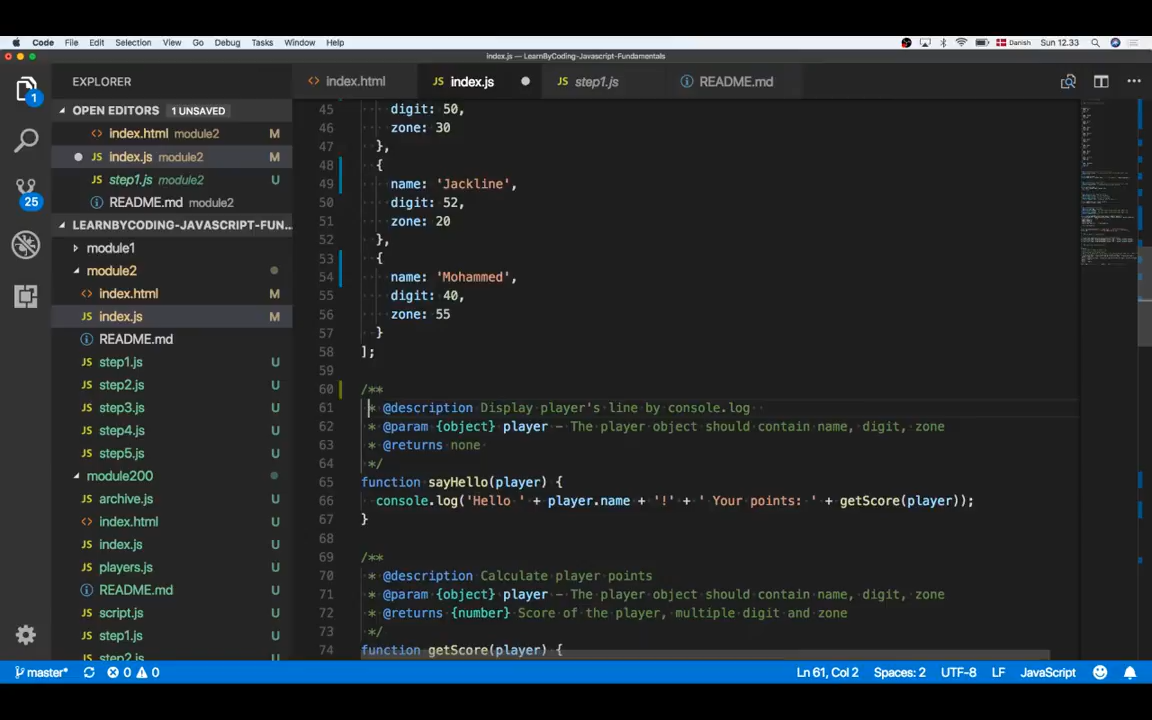 Code File Edit Selection View Go Debug Tasks Window Help Danish Sun 12.33
index.js — LearnByCoding-Javascript-Fundamentals
EXPLORER
index.html
index.js
step1.js
README.md
1
OPEN EDITORS 1 UNSAVED
index.html module2 M
index.js module2 M
step1.js module2 U
README.md module2
25
LEARNBYCODING-JAVASCRIPT-FUN...
module1
module2
index.html M
index.js M
README.md
step1.js U
step2.js U
step3.js U
step4.js U
step5.js U
module200
archive.js U
index.html U
index.js U
players.js U
README.md U
script.js U
step1.js U
step2.js U
45 digit: 50,
46 zone: 30
47 },
48 {
49 name: 'Jackline',
50 digit: 52,
51 zone: 20
52 },
53 {
54 name: 'Mohammed',
55 digit: 40,
56 zone: 55
57 }
58 ];
59
60 /**
61 * @description Display player's line by console.log
62 * @param {object} player - The player object should contain name, digit, zone
63 * @returns none
64 */
65 function sayHello(player) {
66 console.log('Hello ' + player.name + '!' + ' Your points: ' + getScore(player));
67 }
68
69 /**
70 * @description Calculate player points
71 * @param {object} player - The player object should contain name, digit, zone
72 * @returns {number} Score of the player, multiple digit and zone
73 */
74 function getScore(player) {
master* 0 0 Ln 61, Col 2 Spaces: 2 UTF-8 LF JavaScript